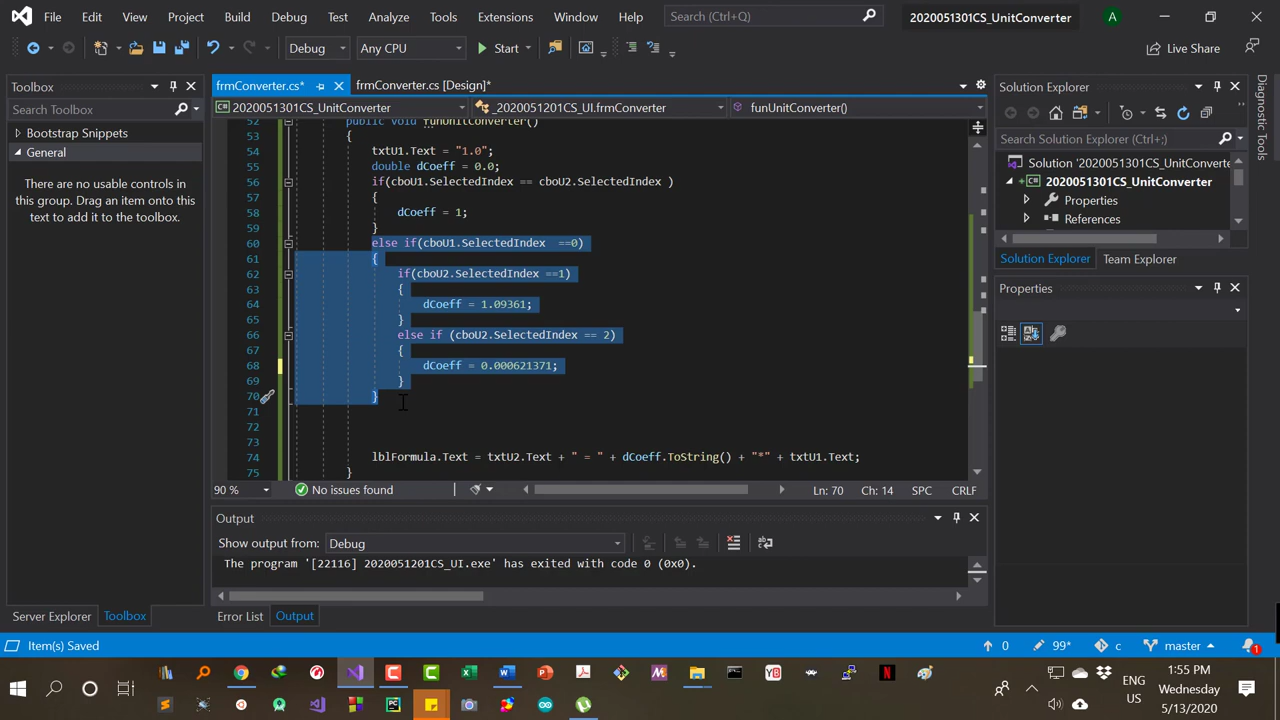 File Edit View Project Build Debug Test Analyze Tools Extensions Window Help Search (Ctrl+Q) 2020051301CS_UnitConverter A
Debug Any CPU Start Live Share
Toolbox
Search Toolbox
Bootstrap Snippets
General
There are no usable controls in
this group. Drag an item onto this
text to add it to the toolbox.
frmConverter.cs* frmConverter.cs [Design]*
2020051301CS_UnitConverter _2020051201CS_UI.frmConverter funUnitConverter()
52 public void funUnitConverter()
53 {
54 txtU1.Text = "1.0";
55 double dCoeff = 0.0;
56 if(cboU1.SelectedIndex == cboU2.SelectedIndex )
57 {
58 dCoeff = 1;
59 }
60 else if(cboU1.SelectedIndex  ==0)
61 {
62 if(cboU2.SelectedIndex ==1)
63 {
64 dCoeff = 1.09361;
65 }
66 else if (cboU2.SelectedIndex == 2)
67 {
68 dCoeff = 0.000621371;
69 }
70 }
71
72
73
74 lblFormula.Text = txtU2.Text + " = " + dCoeff.ToString() + "*" + txtU1.Text;
75 }
90 % No issues found Ln: 70 Ch: 14 SPC CRLF
Output
Show output from: Debug
The program '[22116] 2020051201CS_UI.exe' has exited with code 0 (0x0).
Server Explorer Toolbox Error List Output
Solution Explorer
Search Solution Explorer (Ctrl+;)
Solution '2020051301CS_UnitConverte
2020051301CS_UnitConverter
Properties
References
Solution Explorer Team Explorer
Properties
Diagnostic Tools
Item(s) Saved 0 99* c master 1
1:55 PM
ENG Wednesday
US 5/13/2020